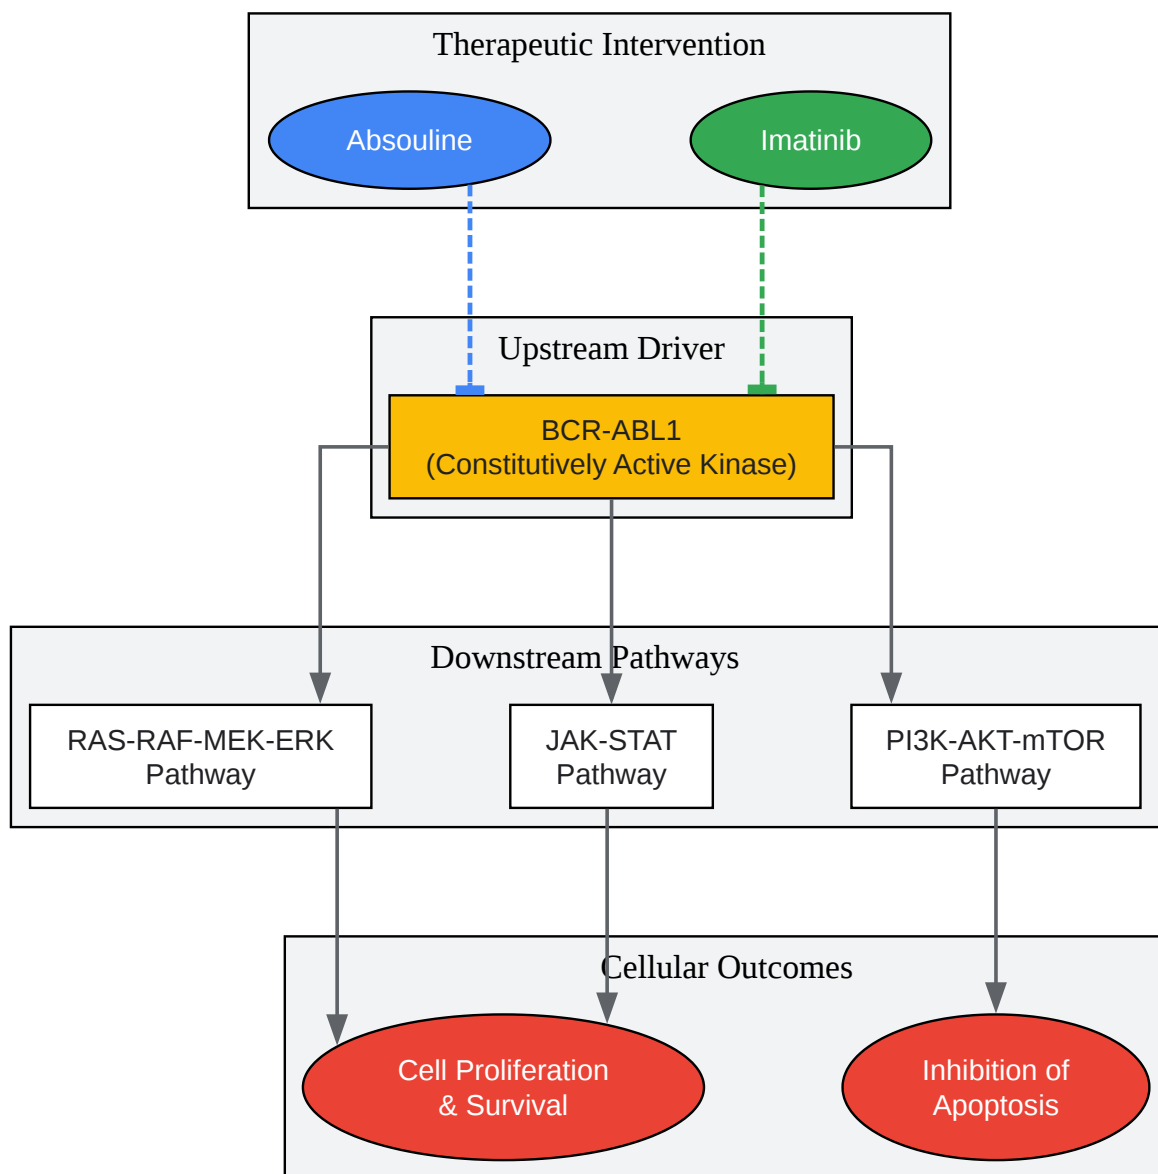 Therapeutic Intervention
Absouline
Imatinib
Upstream Driver
BCR-ABL1
(Constitutively Active Kinase)
Downstream Pathways
RAS-RAF-MEK-ERK
Pathway
JAK-STAT
Pathway
PI3K-AKT-mTOR
Pathway
Cellular Outcomes
Cell Proliferation
& Survival
Inhibition of
Apoptosis